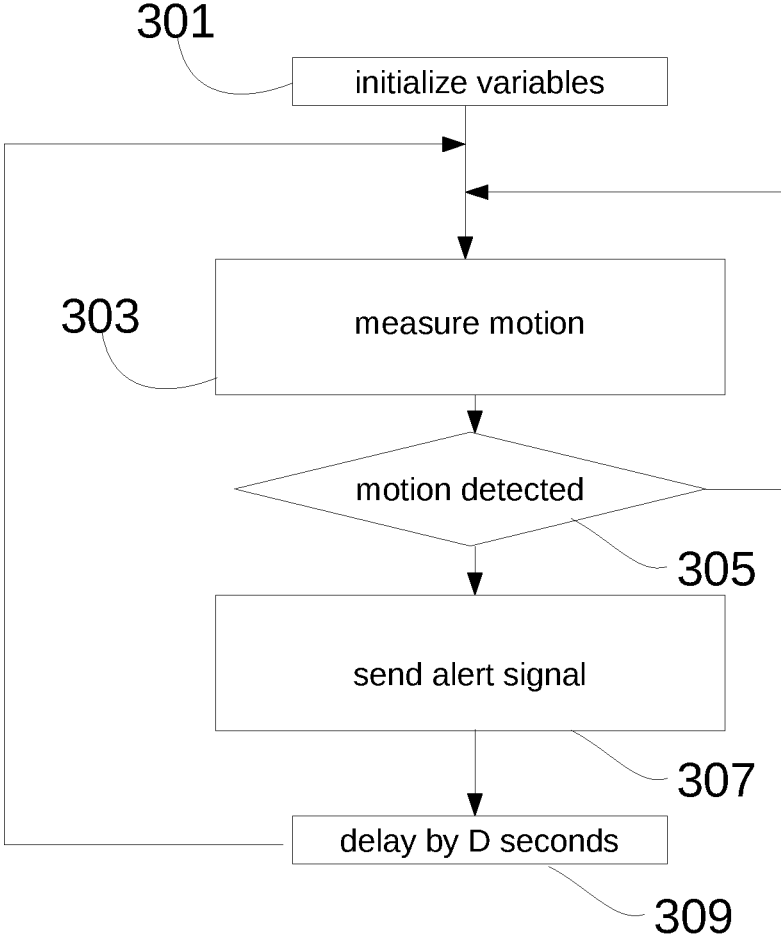 301
initialize variables
303
measure motion
motion detected
305
send alert signal
307
delay by D seconds
309